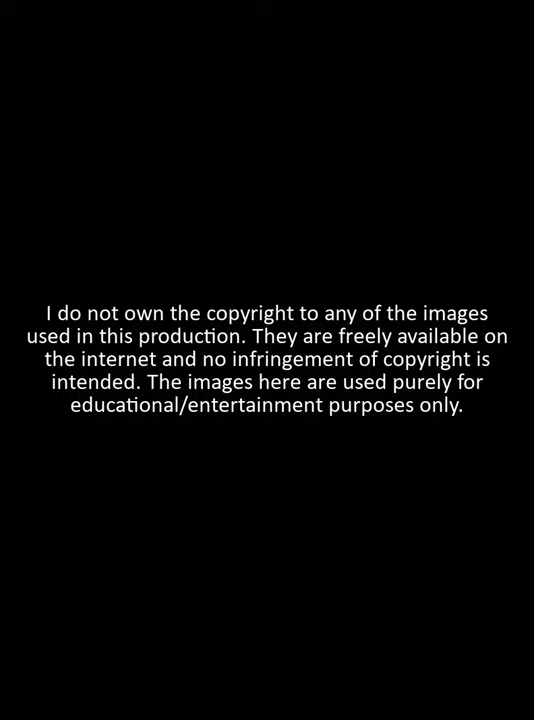 I do not own the copyright to any of the images
used in this production. They are freely available on
the internet and no infringement of copyright is
intended. The images here are used purely for
educational/entertainment purposes only.